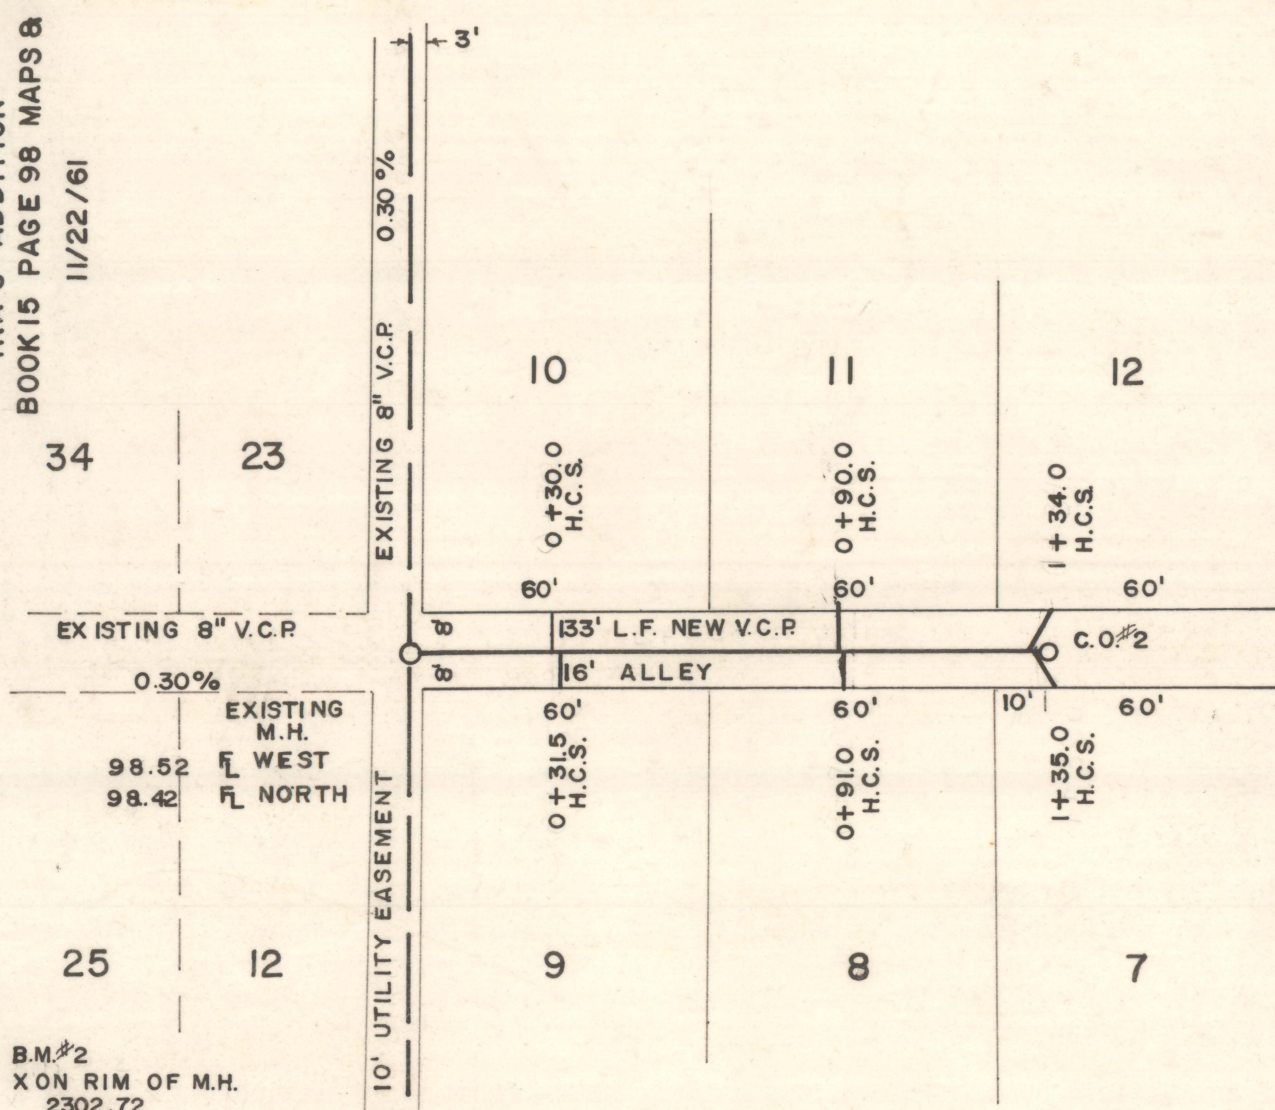 BOOK 15 PAGE 98 MAPS &
11/22/61
3'
0.30%
EXISTING 8" V.C.P.
34
23
10
11
12
0+30.0
H.C.S.
0+90.0
H.C.S.
1+34.0
H.C.S.
60'
60'
60'
EXISTING 8" V.C.P.
8'
133' L.F. NEW V.C.P.
C.O.#2
0.30%
8'
16' ALLEY
EXISTING
M.H.
98.52 FL WEST
98.42 FL NORTH
60'
60'
10'
60'
0+31.5
H.C.S.
0+91.0
H.C.S.
1+35.0
H.C.S.
10' UTILITY EASEMENT
25
12
9
8
7
B.M.#2
X ON RIM OF M.H.
2302.72